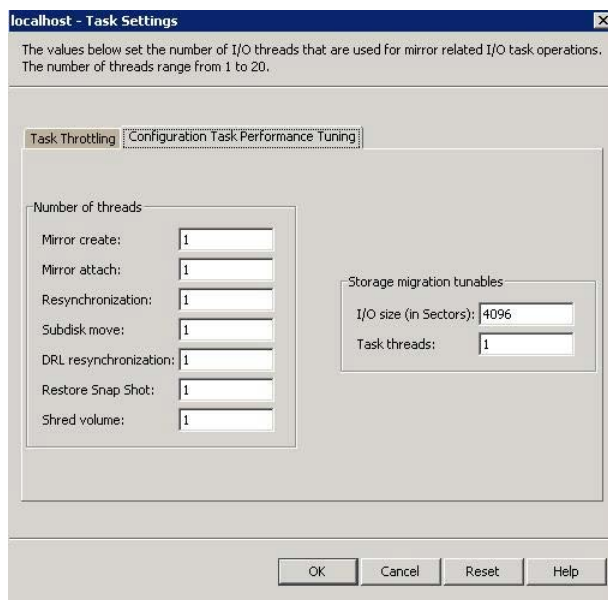 localhost - Task Settings
The values below set the number of I/O threads that are used for mirror related I/O task operations.
The number of threads range from 1 to 20.
Task Throttling
Configuration Task Performance Tuning
Number of threads
Mirror create: 1
Mirror attach: 1
Resynchronization: 1
Subdisk move: 1
DRL resynchronization: 1
Restore Snap Shot: 1
Shred volume: 1
Storage migration tunables
I/O size (in Sectors): 4096
Task threads: 1
OK
Cancel
Reset
Help